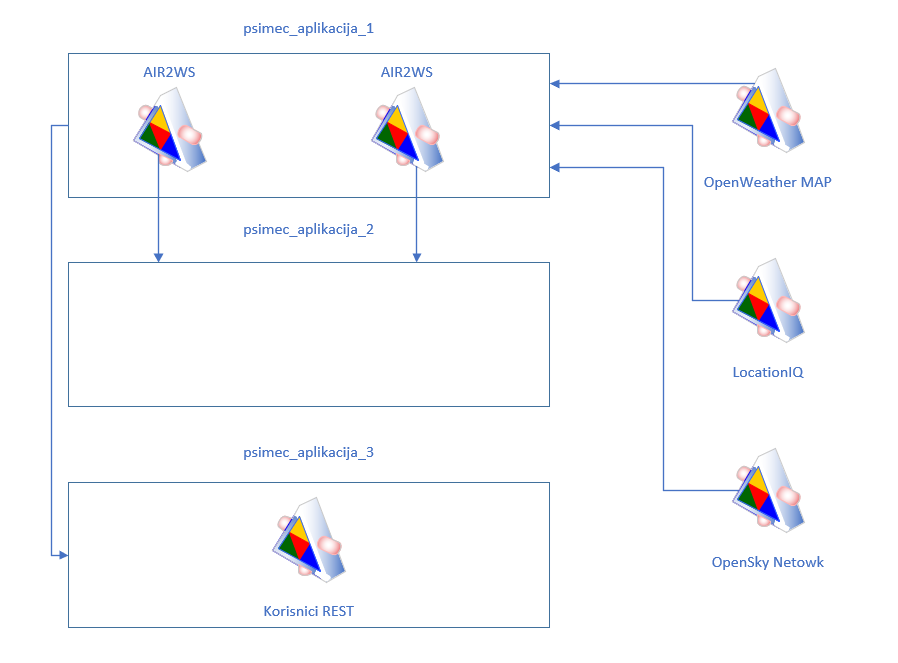 psimec_aplikacija_1
AIR2WS
AIR2WS
OpenWeather MAP
psimec_aplikacija_2
LocationIQ
psimec_aplikacija_3
OpenSky Netowk
Korisnici REST